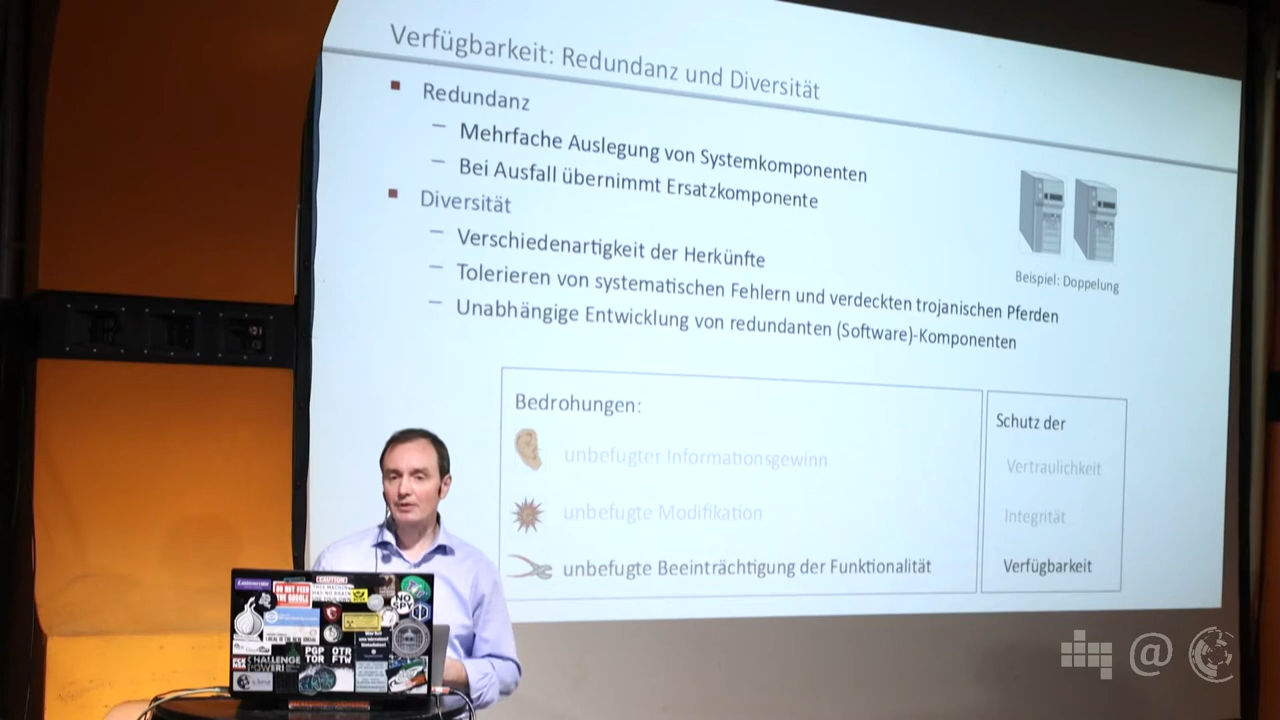 Verfügbarkeit: Redundanz und Diversität
Redundanz
– Mehrfache Auslegung von Systemkomponenten
– Bei Ausfall übernimmt Ersatzkomponente
Diversität
– Verschiedenartigkeit der Herkünfte
– Tolerieren von systematischen Fehlern und verdeckten trojanischen Pferden
– Unabhängige Entwicklung von redundanten (Software)-Komponenten
Beispiel: Doppelung
Bedrohungen:
unbefugter Informationsgewinn
unbefugte Modifikation
unbefugte Beeinträchtigung der Funktionalität
Schutz der
Vertraulichkeit
Integrität
Verfügbarkeit
CAUTION
DO NOT FEED
THE GOOGLE
NO
SPY
PGP
TOR
OTR
FTW
CHALLENGE
POWER!
@